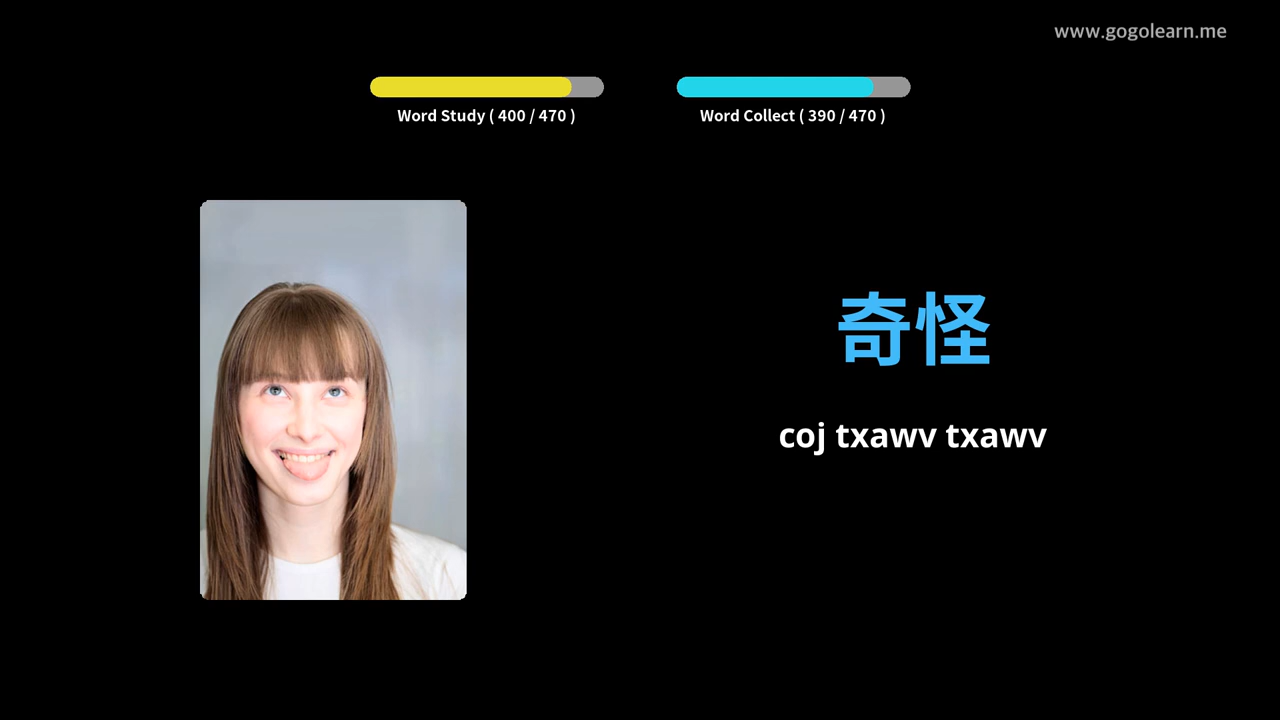 www.gogolearn.me
Word Study ( 400 / 470 )
Word Collect ( 390 / 470 )
奇怪
coj txawv txawv